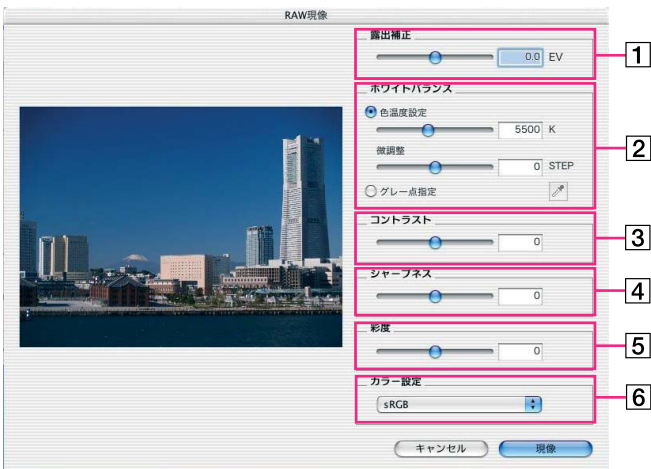 RAW現像
露出補正
0.0 EV
1
ホワイトバランス
色温度設定
5500 K
微調整
0 STEP
グレー点指定
2
コントラスト
0
3
シャープネス
0
4
彩度
0
5
カラー設定
sRGB
6
キャンセル
現像